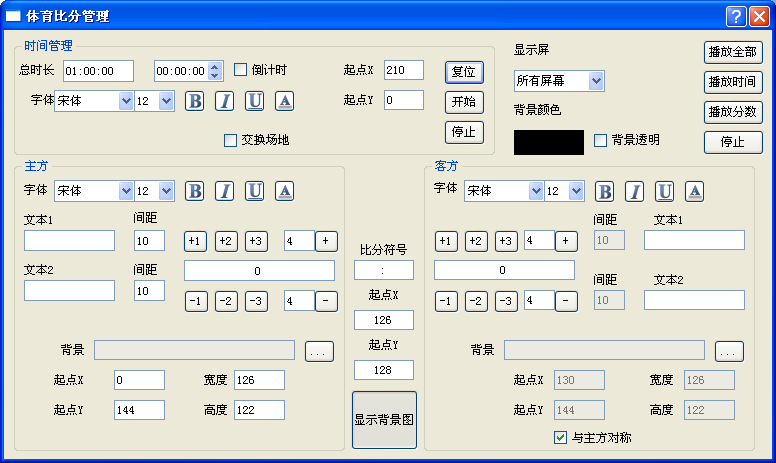 体育比分管理
时间管理
总时长 01:00:00 00:00:00 倒计时 起点X 210 复位
字体 宋体 12 B I U A 起点Y 0 开始
交换场地 停止
显示屏 播放全部
所有屏幕 播放时间
背景颜色 播放分数
背景透明 停止
主方
字体 宋体 12 B I U A
文本1 间距
10 +1 +2 +3 4 +
文本2 间距 0
10 -1 -2 -3 4 -
背景 ...
起点X 0 宽度 126
起点Y 144 高度 122
比分符号
:
起点X
126
起点Y
128
显示背景图
客方
字体 宋体 12 B I U A
间距 文本1
+1 +2 +3 4 + 10
0 间距 文本2
-1 -2 -3 4 - 10
背景 ...
起点X 130 宽度 126
起点Y 144 高度 122
与主方对称